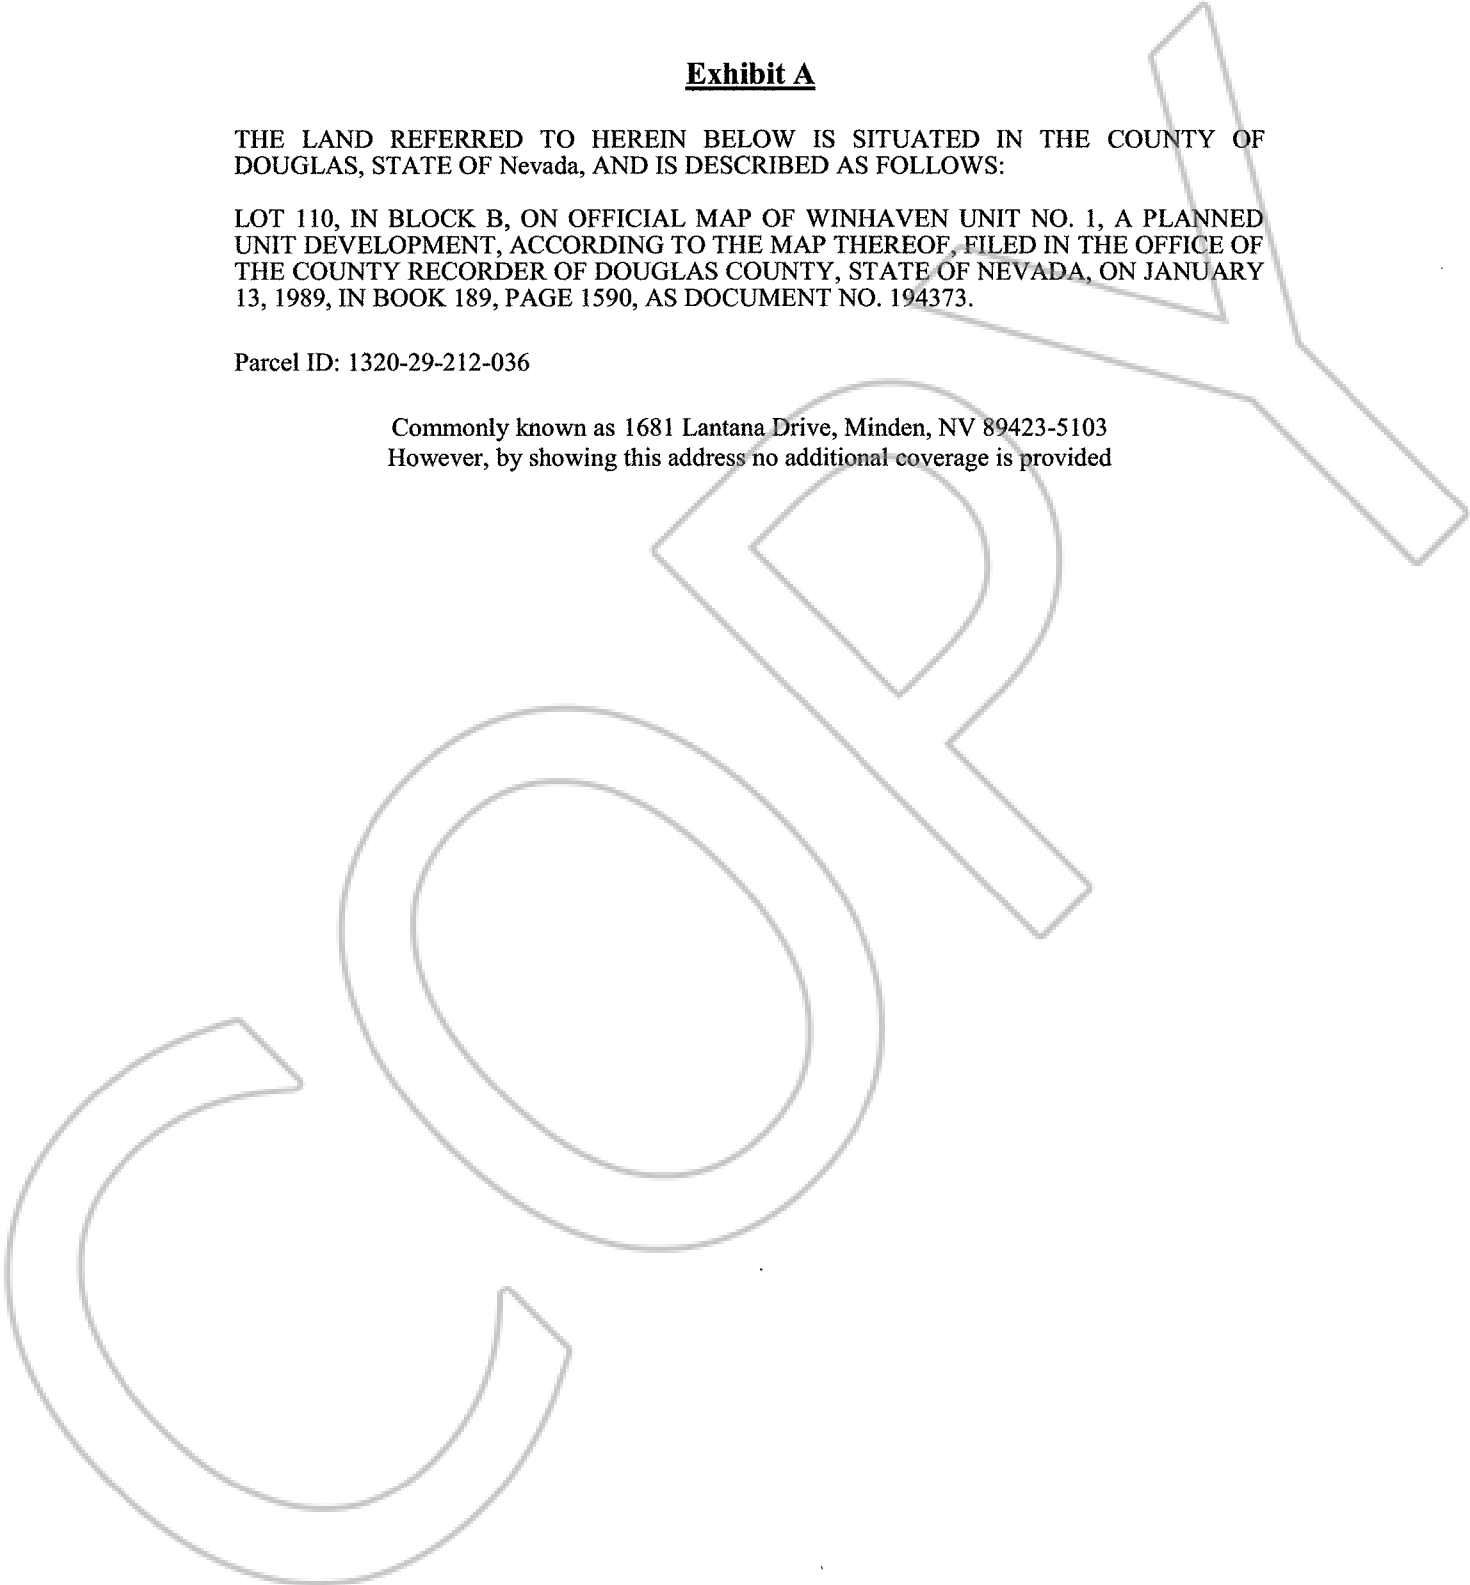 Exhibit A
THE LAND REFERRED TO HEREIN BELOW IS SITUATED IN THE COUNTY OF
DOUGLAS, STATE OF Nevada, AND IS DESCRIBED AS FOLLOWS:
LOT 110, IN BLOCK B, ON OFFICIAL MAP OF WINHAVEN UNIT NO. 1, A PLANNED
UNIT DEVELOPMENT, ACCORDING TO THE MAP THEREOF, FILED IN THE OFFICE OF
THE COUNTY RECORDER OF DOUGLAS COUNTY, STATE OF NEVADA, ON JANUARY
13, 1989, IN BOOK 189, PAGE 1590, AS DOCUMENT NO. 194373.
Parcel ID: 1320-29-212-036
Commonly known as 1681 Lantana Drive, Minden, NV 89423-5103
However, by showing this address no additional coverage is provided
COPY